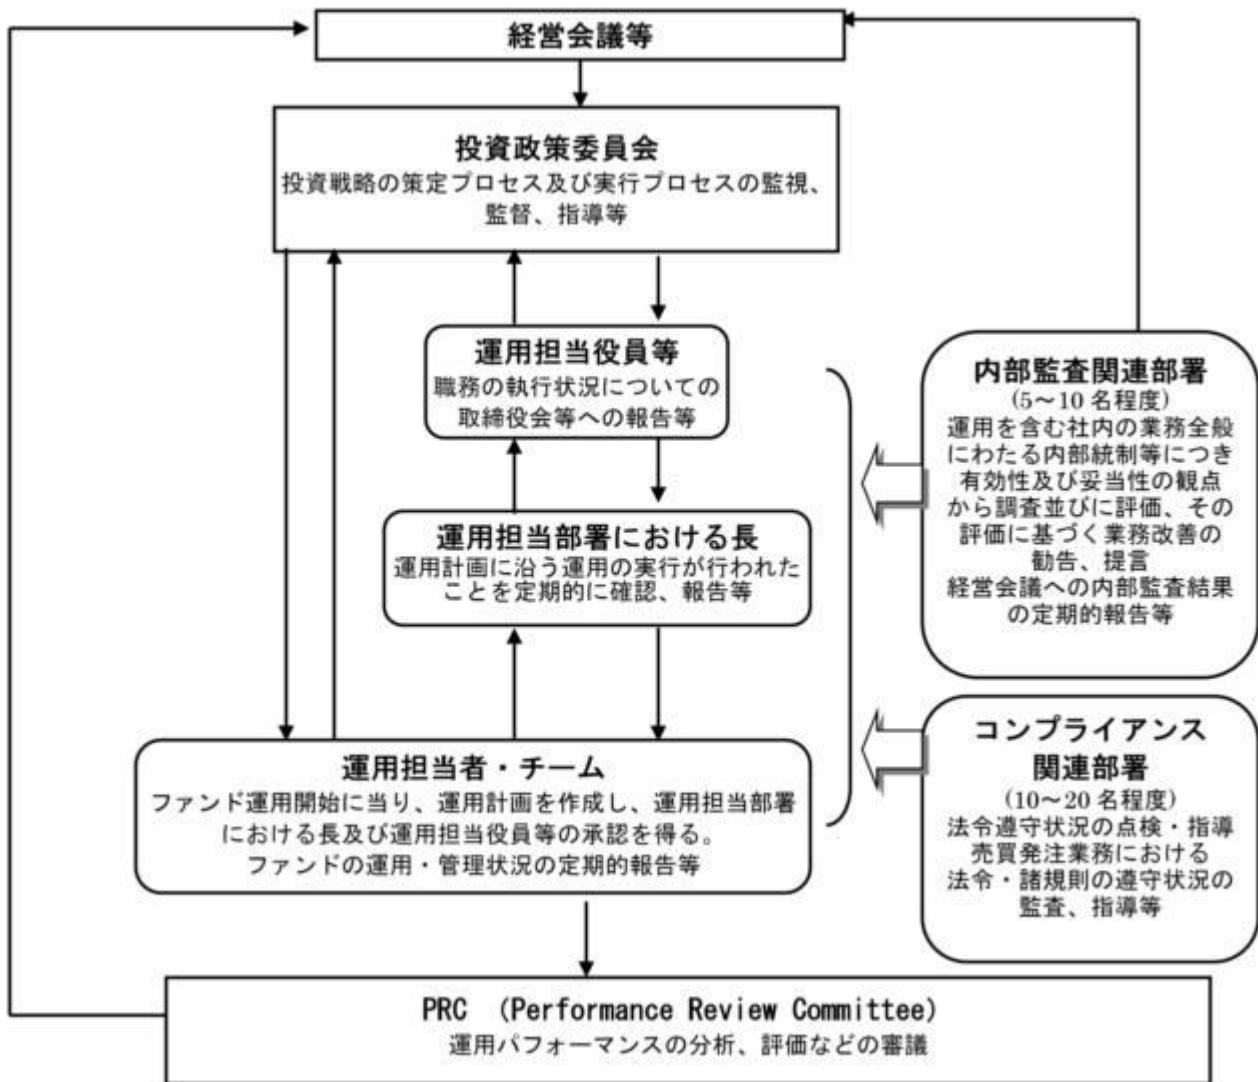 経営会議等
投資政策委員会
投資戦略の策定プロセス及び実行プロセスの監視、
監督、指導等
運用担当役員等
職務の執行状況についての
取締役会等への報告等
運用担当部署における長
運用計画に沿う運用の実行が行われた
ことを定期的に確認、報告等
運用担当者・チーム
ファンド運用開始に当り、運用計画を作成し、運用担当部署
における長及び運用担当役員等の承認を得る。
ファンドの運用・管理状況の定期的報告等
内部監査関連部署
(5～10 名程度)
運用を含む社内の業務全般
にわたる内部統制等につき
有効性及び妥当性の観点
から調査並びに評価、その
評価に基づく業務改善の
勧告、提言
経営会議への内部監査結果
の定期的報告等
コンプライアンス
関連部署
(10～20 名程度)
法令遵守状況の点検・指導
売買発注業務における
法令・諸規則の遵守状況の
監査、指導等
PRC (Performance Review Committee)
運用パフォーマンスの分析、評価などの審議